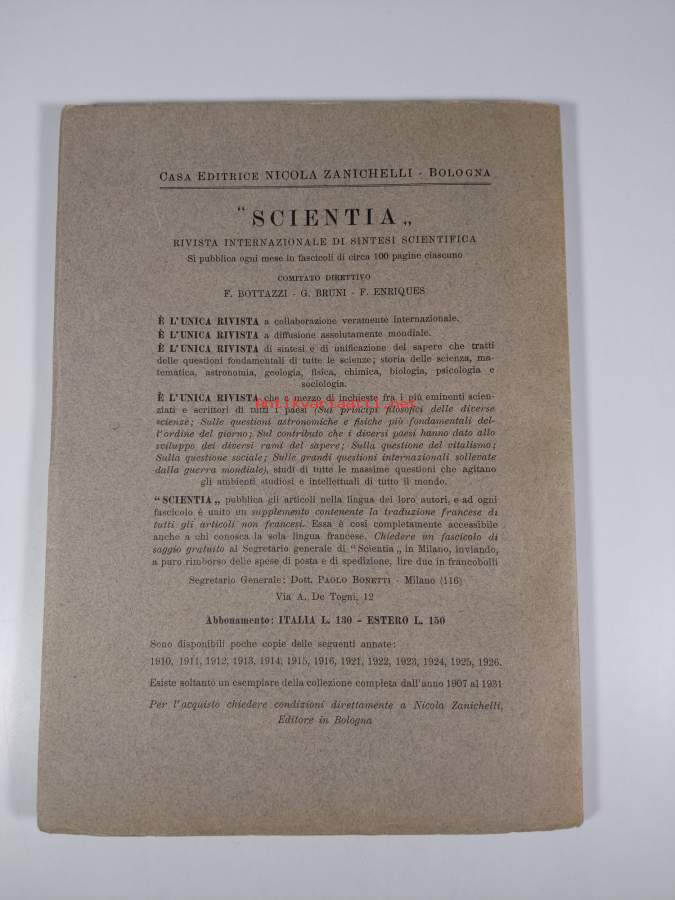 CASA EDITRICE NICOLA ZANICHELLI - BOLOGNA
“ SCIENTIA „
RIVISTA INTERNAZIONALE DI SINTESI SCIENTIFICA
Si pubblica ogni mese in fascicoli di circa 100 pagine ciascuno
COMITATO DIRETTIVO
F. BOTTAZZI - G. BRUNI - F. ENRIQUES
È L'UNICA RIVISTA a collaborazione veramente internazionale.
È L'UNICA RIVISTA a diffusione assolutamente mondiale.
È L'UNICA RIVISTA di sintesi e di unificazione del sapere che tratti
delle questioni fondamentali di tutte le scienze; storia delle scienza, ma-
tematica, astronomia, geologia, fisica, chimica, biologia, psicologia e
sociologia.
È L'UNICA RIVISTA che a mezzo di inchieste fra i più eminenti scien-
antikvariaatti.net
ziati e scrittori di tutti i paesi (Sui principi filosofici delle diverse
scienze; Sulle questioni astronomiche e fisiche più fondamentali del-
l'ordine del giorno; Sul contributo che i diversi paesi hanno dato allo
sviluppo dei diversi rami del sapere; Sulla questione del vitalismo;
Sulla questione sociale; Sulle grandi questioni internazionali sollevate
dalla guerra mondiale), studi di tutte le massime questioni che agitano
gli ambienti studiosi e intellettuali di tutto il mondo.
“ SCIENTIA „ pubblica gli articoli nella lingua dei loro autori, e ad ogni
fascicolo è unito un supplemento contenente la traduzione francese di
tutti gli articoli non francesi. Essa è così completamente accessibile
anche a chi conosca la sola lingua francese. Chiedere un fascicolo di
saggio gratuito al Segretario generale di “ Scientia „ in Milano, inviando,
a puro rimborso delle spese di posta e di spedizione, lire due in francobolli
Segretario Generale: Dott. PAOLO BONETTI - Milano (116)
Via A. De Togni, 12
Abbonamento: ITALIA L. 130 - ESTERO L. 150
Sono disponibili poche copie delle seguenti annate:
1910, 1911, 1912, 1913, 1914, 1915, 1916, 1921, 1922, 1923, 1924, 1925, 1926.
Esiste soltanto un esemplare della collezione completa dall'anno 1907 al 1931
Per l'acquisto chiedere condizioni direttamente a Nicola Zanichelli,
Editore in Bologna